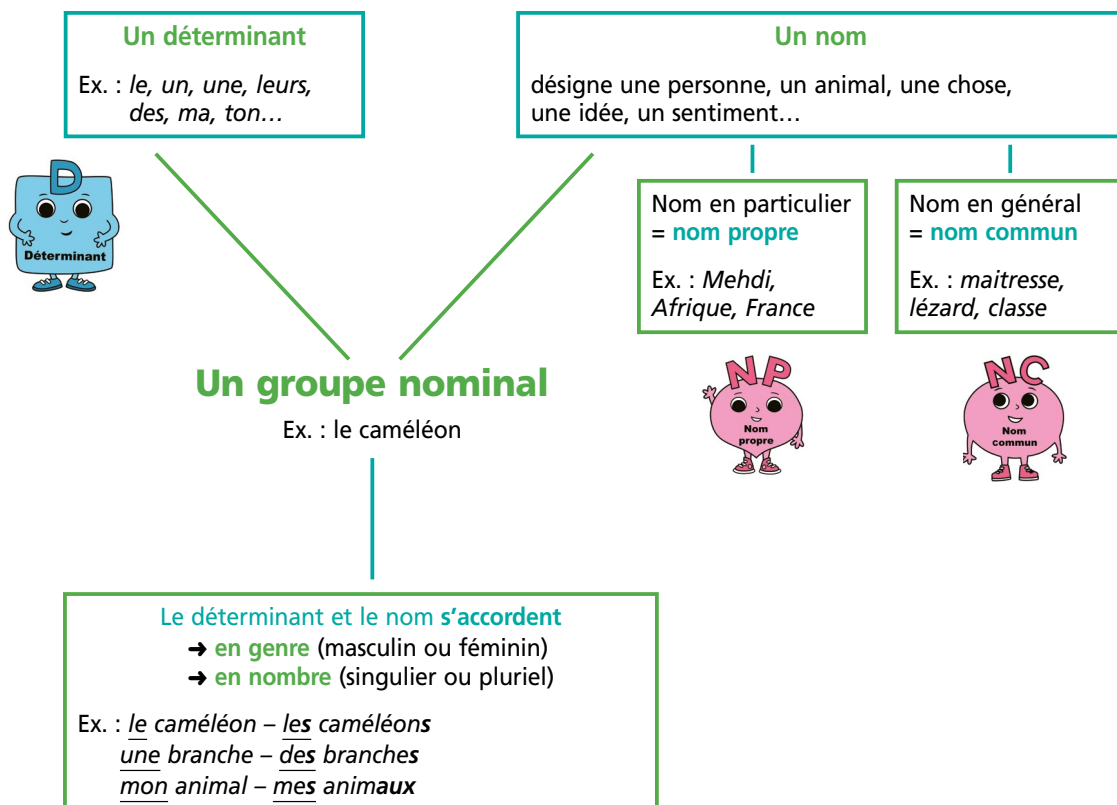 Un déterminant
Ex. : le, un, une, leurs,
des, ma, ton…
Un nom
désigne une personne, un animal, une chose,
une idée, un sentiment…
D
Déterminant
Nom en particulier
= nom propre
Ex. : Mehdi,
Afrique, France
Nom en général
= nom commun
Ex. : maitresse,
lézard, classe
NP
Nom
propre
NC
Nom
commun
Un groupe nominal
Ex. : le caméléon
Le déterminant et le nom s’accordent
➜ en genre (masculin ou féminin)
➜ en nombre (singulier ou pluriel)
Ex. : le caméléon – les caméléons
une branche – des branches
mon animal – mes animaux